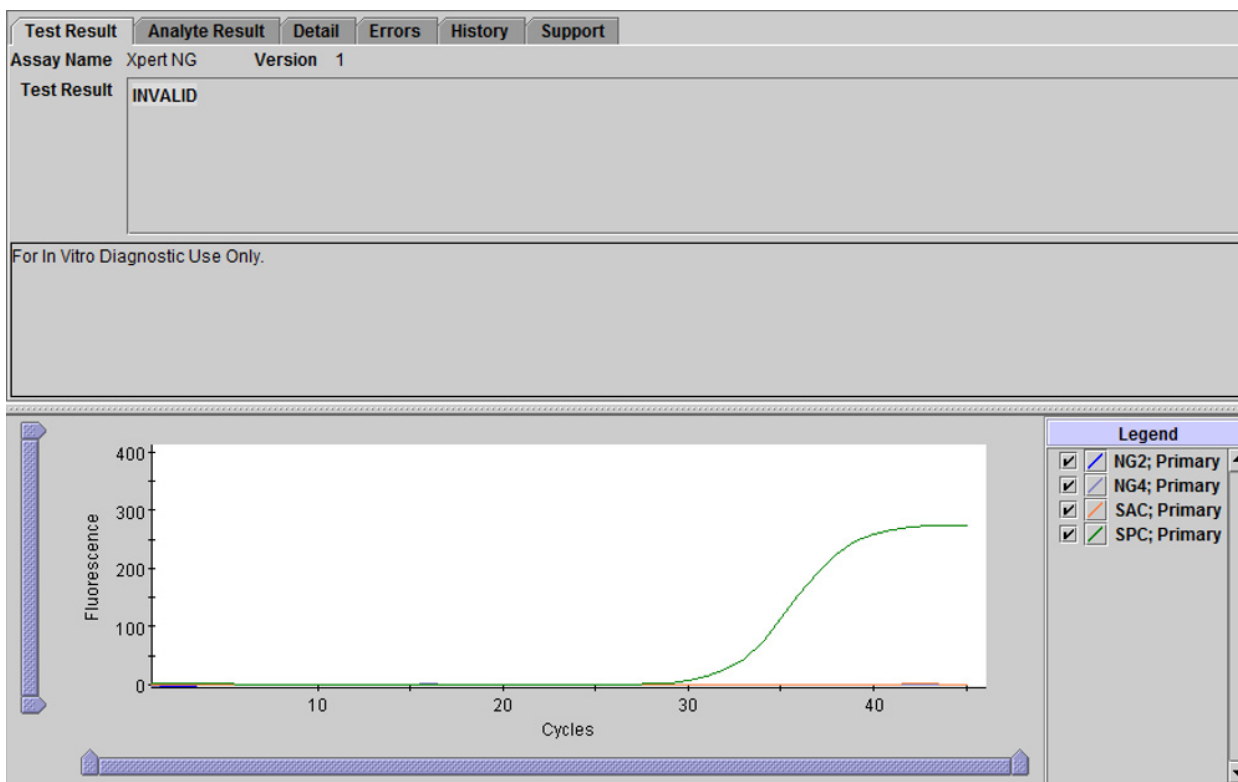 Test Result Analyte Result Detail Errors History Support
Assay Name Xpert NG Version 1
Test Result INVALID
For In Vitro Diagnostic Use Only.
Legend
NG2; Primary
NG4; Primary
SAC; Primary
SPC; Primary
400
300
200
100
0
Fluorescence
10 20 30 40
Cycles